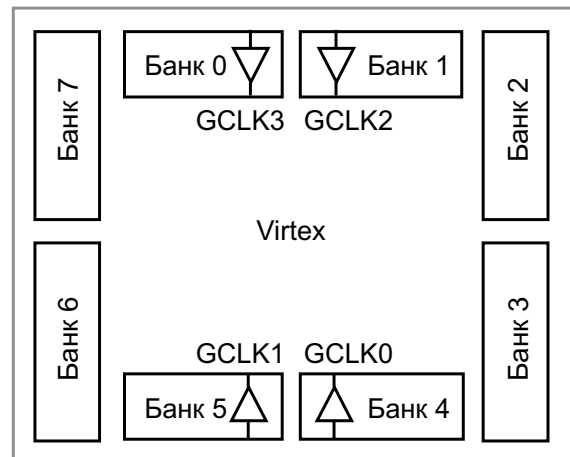 Банк 0
Банк 1
Банк 7
Банк 2
GCLK3
GCLK2
Virtex
Банк 6
Банк 3
GCLK1
GCLK0
Банк 5
Банк 4